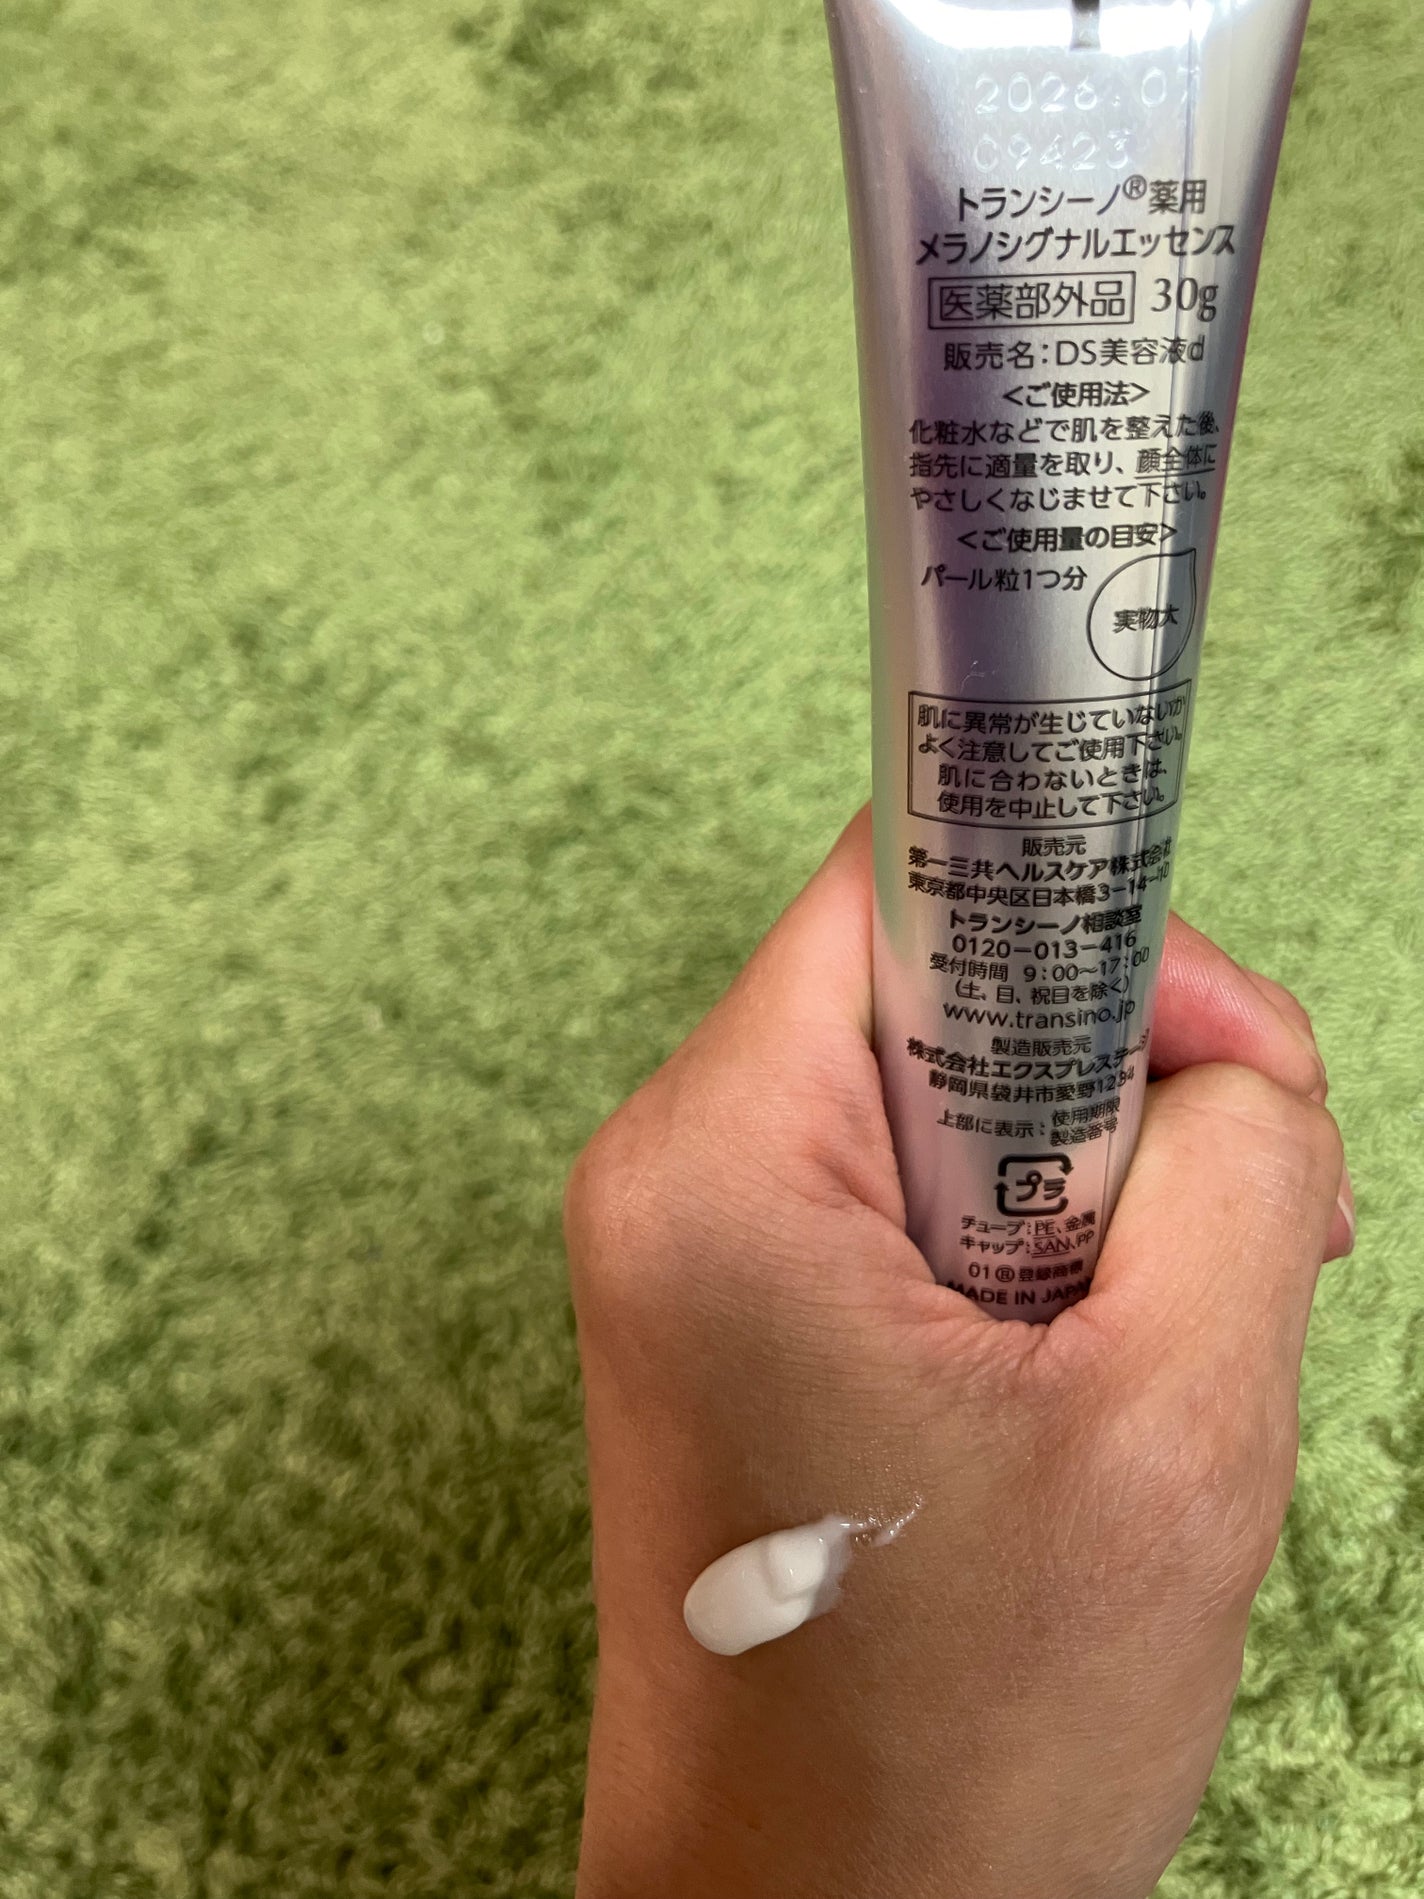 2026.07
09423
トランシーノ®薬用
メラノシグナルエッセンス
医薬部外品 30g
販売名:DS美容液d
<ご使用法>
化粧水などで肌を整えた後、
指先に適量を取り、顔全体に
やさしくなじませて下さい。
<ご使用量の目安>
パール粒1つ分
実物大
肌に異常が生じていないか
よく注意してご使用下さい。
肌に合わないときは、
使用を中止して下さい。
販売元
第一三共ヘルスケア株式会社
東京都中央区日本橋3-14-10
トランシーノ相談室
0120-013-416
受付時間 9:00〜17:00
(土、日、祝日を除く)
www.transino.jp
製造販売元
株式会社エクスプレステージ
静岡県袋井市愛野1234
上部に表示:使用期限
製造番号
プラ
チューブ:PE、金属
キャップ:SAN、PP
01®登録商標
MADE IN JAPAN